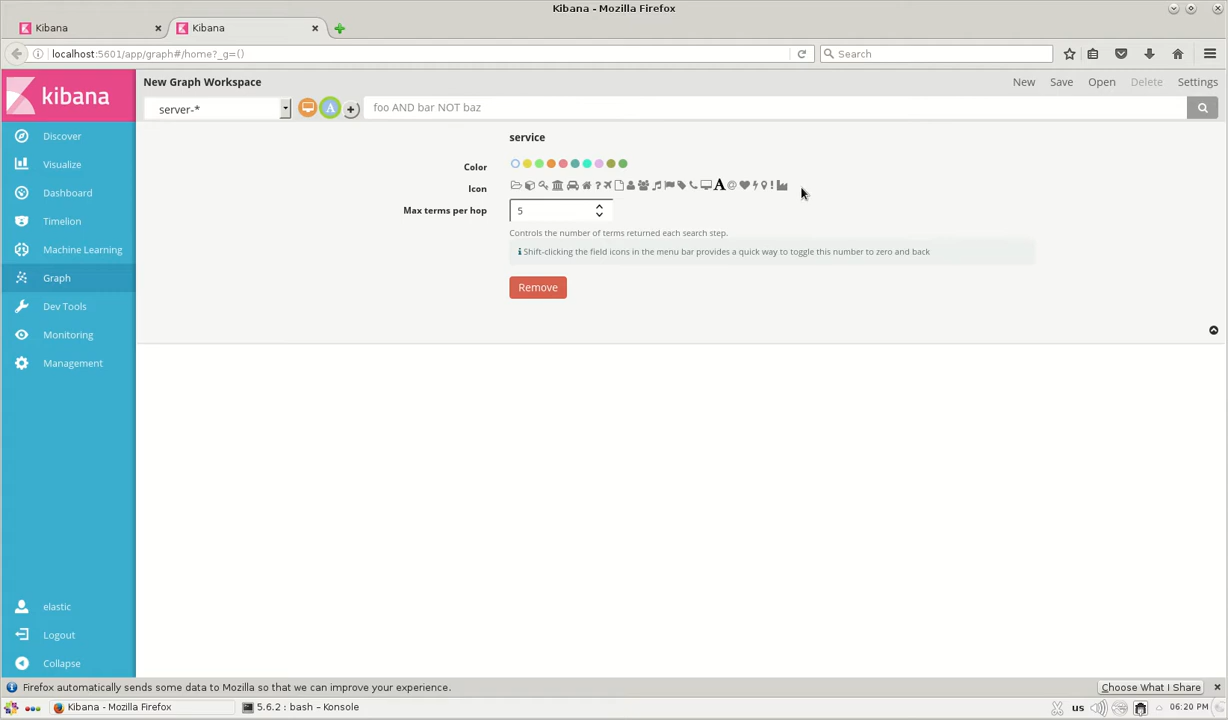 Kibana - Mozilla Firefox
Kibana
Kibana
localhost:5601/app/graph#/home?_g=()
Search
kibana
New Graph Workspace
New Save Open Delete Settings
server-*
A
foo AND bar NOT baz
Discover
Visualize
Dashboard
Timelion
Machine Learning
Graph
Dev Tools
Monitoring
Management
service
Color
Icon
Max terms per hop
5
Controls the number of terms returned each search step.
Shift-clicking the field icons in the menu bar provides a quick way to toggle this number to zero and back
Remove
elastic
Logout
Collapse
Firefox automatically sends some data to Mozilla so that we can improve your experience.
Choose What I Share
Kibana - Mozilla Firefox
5.6.2 : bash – Konsole
us
06:20 PM